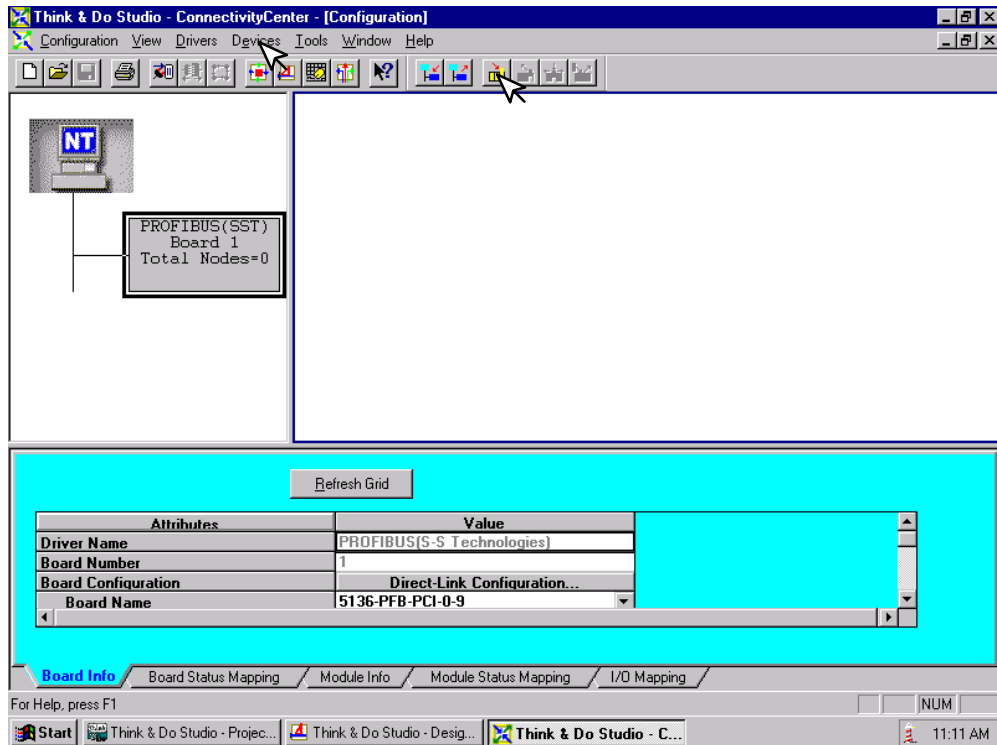 Think & Do Studio - ConnectivityCenter - [Configuration]
Configuration View Drivers Devices Tools Window Help
NT
PROFIBUS(SST)
Board 1
Total Nodes=0
Refresh Grid
Attributes Value
Driver Name PROFIBUS(S-S Technologies)
Board Number 1
Board Configuration Direct-Link Configuration...
Board Name 5136-PFB-PCI-0-9
Board Info Board Status Mapping Module Info Module Status Mapping I/O Mapping
For Help, press F1 NUM
Start Think & Do Studio - Projec... Think & Do Studio - Desig... Think & Do Studio - C... 11:11 AM